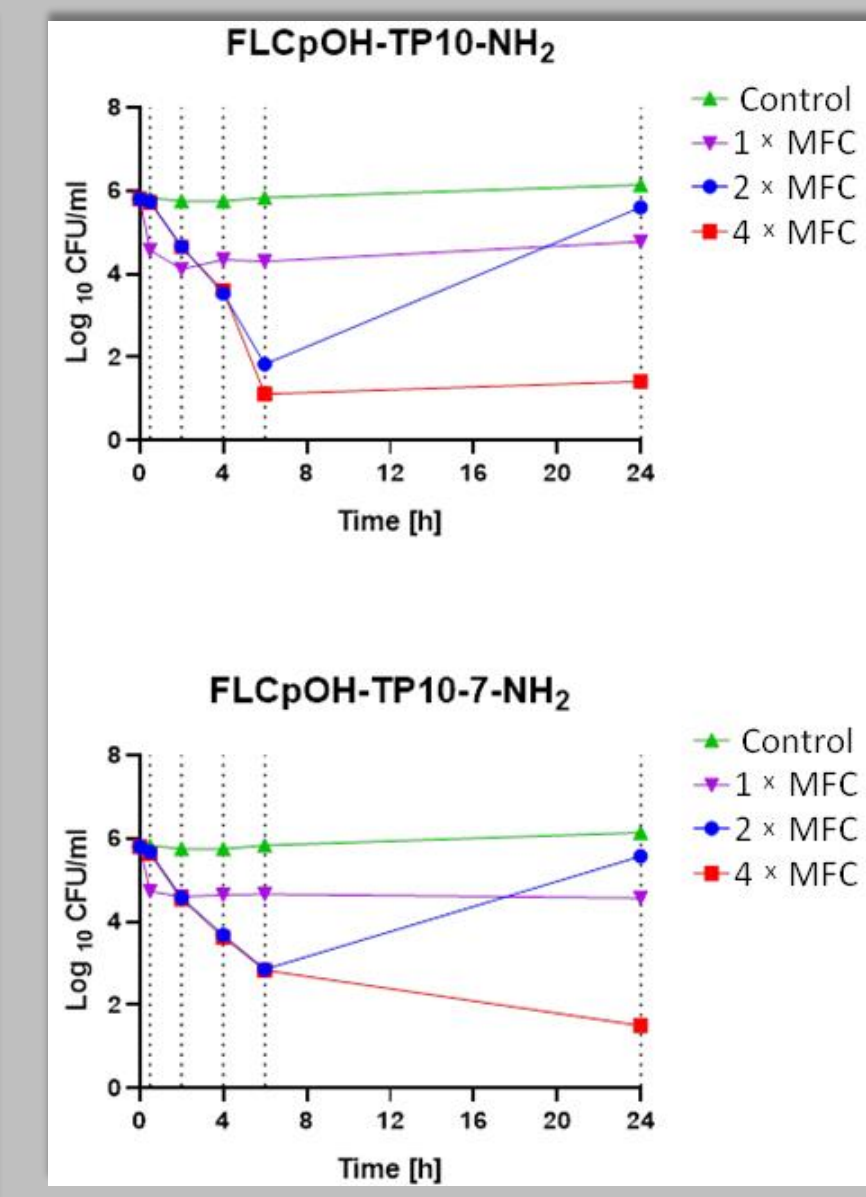 FLCpOH-TP10-NH2
Control
1 x MFC
2 x MFC
4 x MFC
Log 10 CFU/ml
8
6
4
2
0
0 4 8 12 16 20 24
Time [h]
FLCpOH-TP10-7-NH2
Control
1 x MFC
2 x MFC
4 x MFC
Log 10 CFU/ml
8
6
4
2
0
0 4 8 12 16 20 24
Time [h]